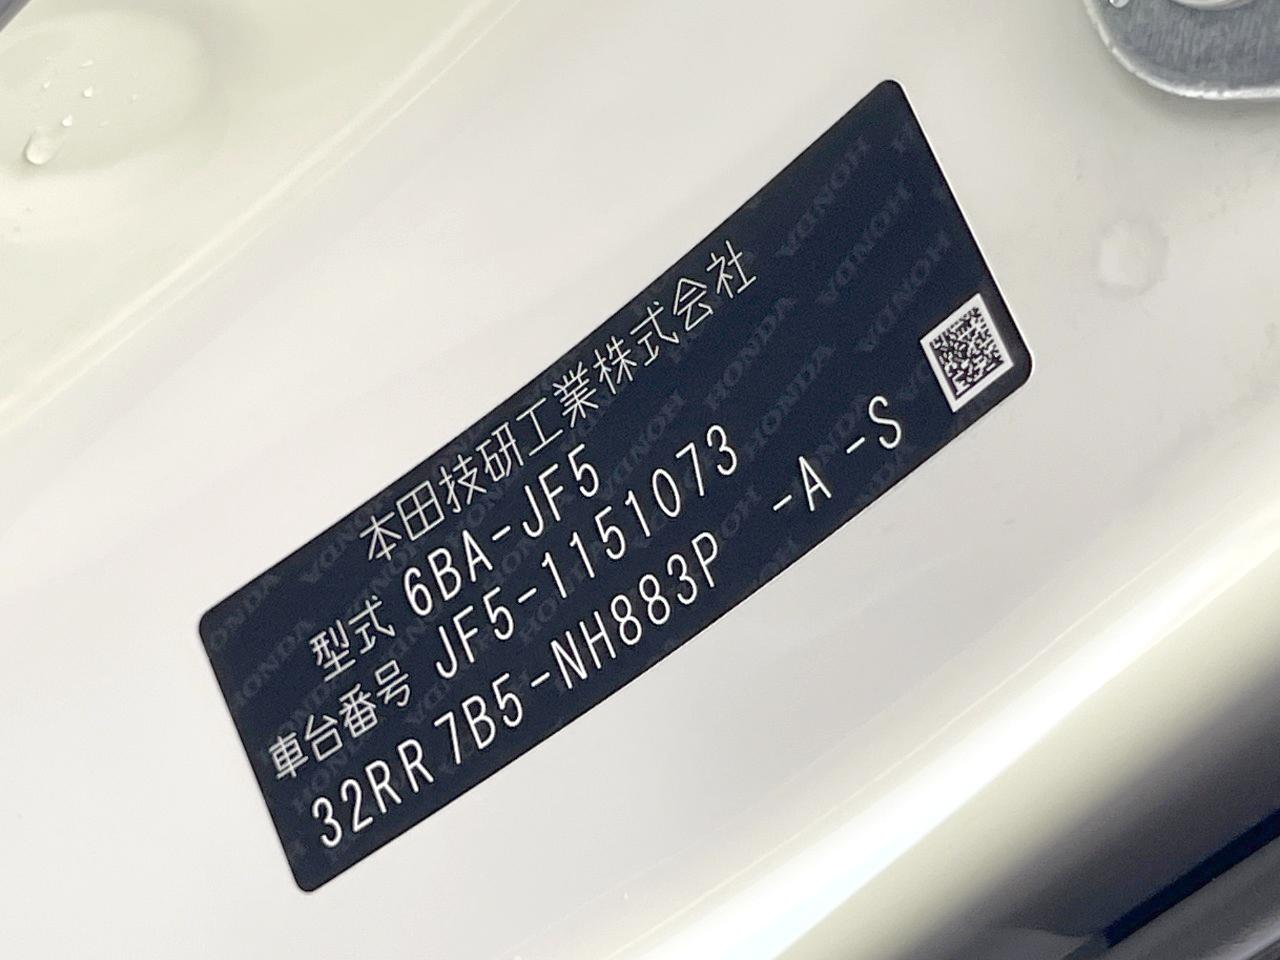 本田技研工業株式会社
型式 6BA-JF5
車台番号 JF5-1151073
32RR 7B5-NH883P -A -S